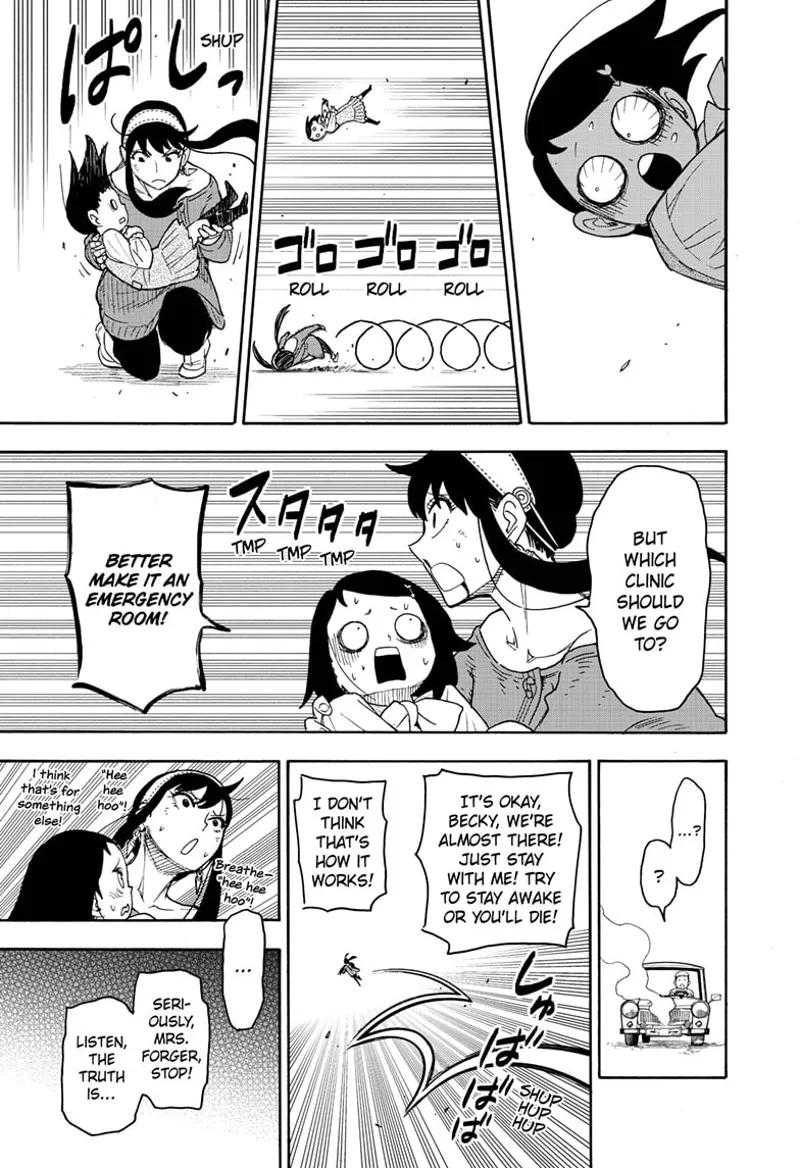 ゴロ
ROLL
ゴロ
ROLL
ゴロ
ROLL
ぱしっ
SHUP
BUT
WHICH
CLINIC
SHOULD
WE GO
TO?
スタタタ
TMP
TMP
TMP
BETTER
MAKE IT AN
EMERGENCY
ROOM!
...?
?
IT'S OKAY,
BECKY, WE'RE
ALMOST THERE!
JUST STAY
WITH ME! TRY
TO STAY AWAKE
OR YOU'LL DIE!
I DON'T
THINK
THAT'S
HOW IT
WORKS!
しゅばばば
SHUP
HUP
HUP
Breathe—
"hee hee
hoo"!
"Hee
hee
hoo"!
I think
that's for
something
else!
...
SERI-
OUSLY,
MRS.
FORGER,
STOP!
LISTEN,
THE
TRUTH
IS...